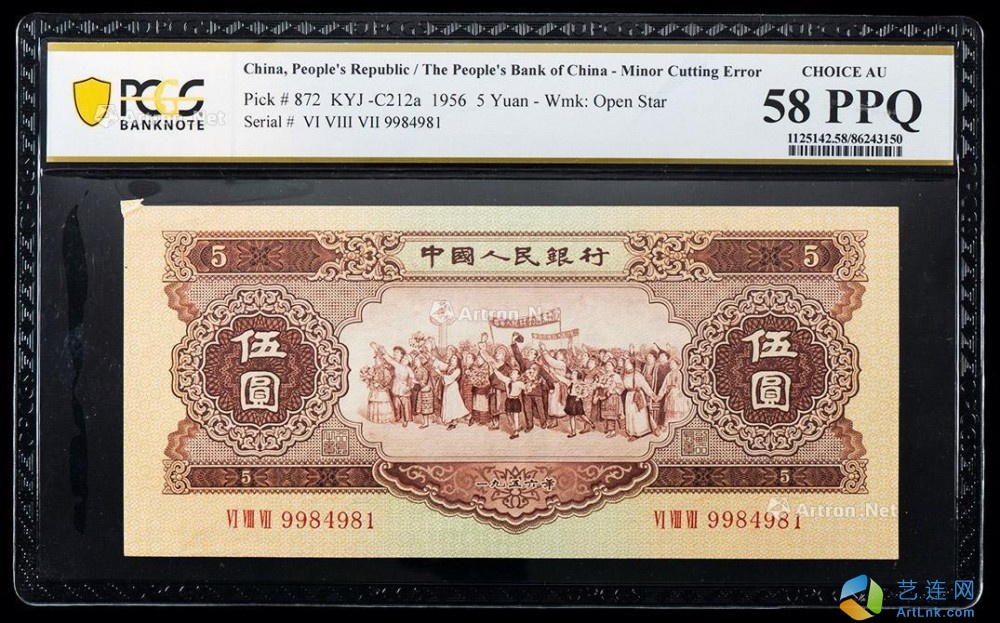 China, People's Republic / The People's Bank of China - Minor Cutting Error
CHOICE AU
PCGS
BANKNOTE
Pick # 872 KYJ -C212a 1956 5 Yuan - Wmk: Open Star
58 PPQ
Serial # VI VIII VII 9984981
1125142.58/86243150
5 中國人民銀行 5
Artron.Net
伍圓 伍圓
5 一九五六年 5
VI VIII VII 9984981 VI VIII VII 9984981
Artron.Net
艺连网
ArtLnk.com